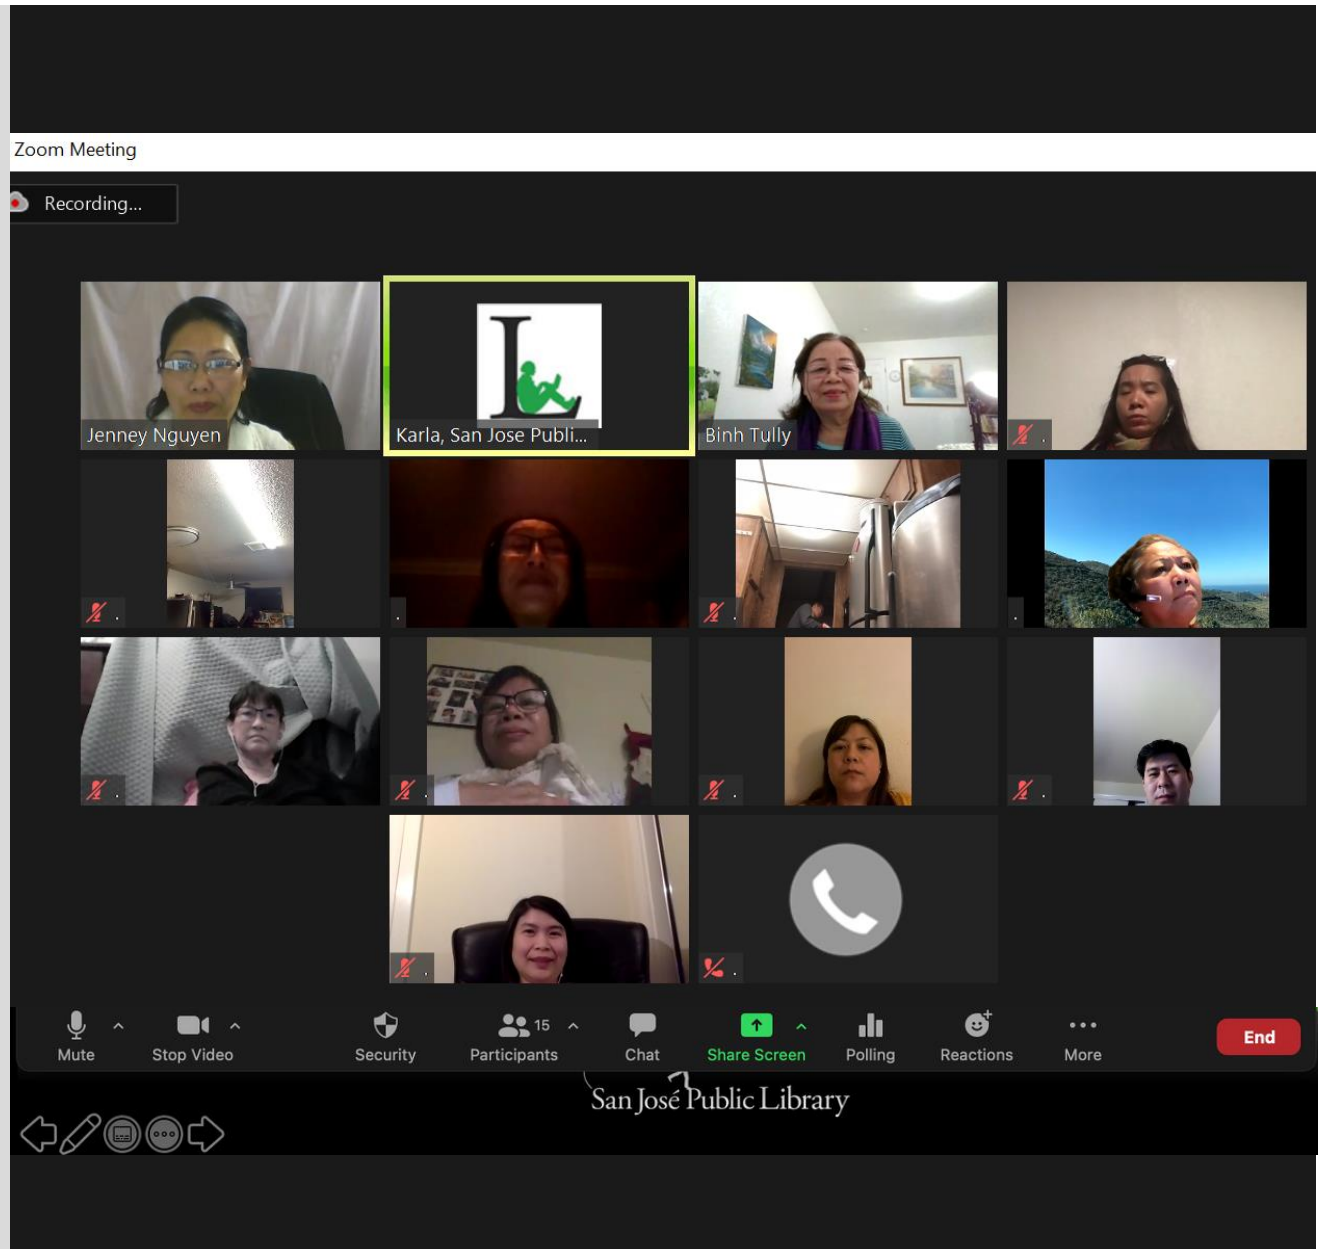 Zoom Meeting
Recording...
Jenney Nguyen
Karla, San Jose Publi...
Binh Tully
.
.
.
.
.
.
.
.
.
.
.
L
15
Mute
Stop Video
Security
Participants
Chat
Share Screen
Polling
Reactions
More
End
San José Public Library